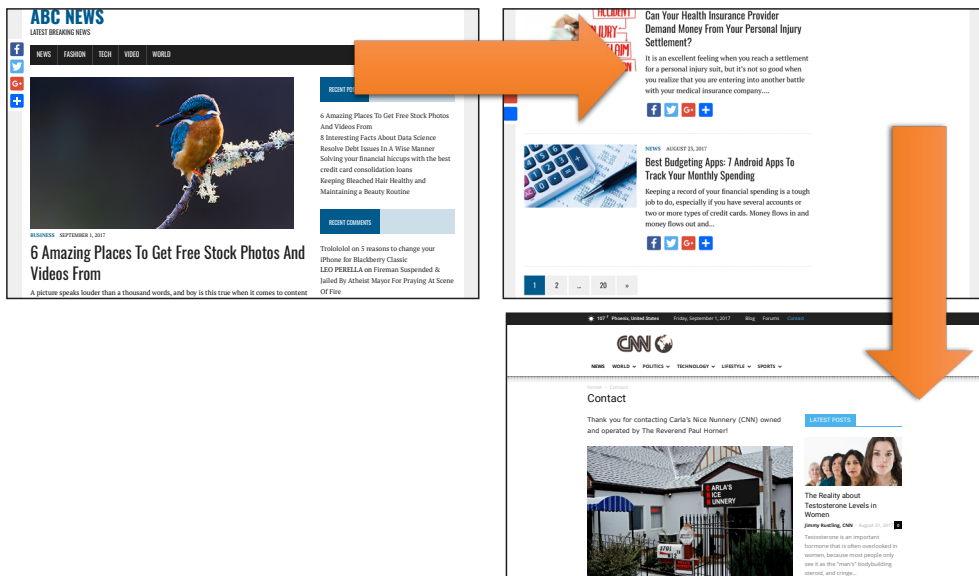 ABC NEWS
LATEST BREAKING NEWS
NEWS FASHION TECH VIDEO WORLD
BUSINESS SEPTEMBER 1, 2017
6 Amazing Places To Get Free Stock Photos And
Videos From
A picture speaks louder than a thousand words, and boy is this true when it comes to content
RECENT
6 Amazing Places To Get Free Stock Photos
And Videos From
8 Interesting Facts About Data Science
Resolve Debt Issues In A Wise Manner
Solving your financial hiccups with the best
credit card consolidation loans
Keeping Bleached Hair Healthy and
Maintaining a Beauty Routine
RECENT COMMENTS
Trolololol on 5 reasons to change your
iPhone for Blackberry Classic
LEO PERELLA on Fireman Suspended &
Jailed By Atheist Mayor For Praying At Scene
Of Fire
ACCIDENT
Can Your Health Insurance Provider
Demand Money From Your Personal Injury
Settlement?
It is an excellent feeling when you reach a settlement
for a personal injury suit, but it's not so good when
you realize that you are entering into another battle
with your medical insurance company....
NEWS AUGUST 25, 2017
Best Budgeting Apps: 7 Android Apps To
Track Your Monthly Spending
Keeping a record of your financial spending is a tough
job to do, especially if you have several accounts or
two or more types of credit cards. Money flows in and
money flows out and...
1 2 ... 20 »
107 F Phoenix, United States Friday, September 1, 2017 Blog Forums Contact
CNN
NEWS WORLD POLITICS TECHNOLOGY LIFESTYLE SPORTS
Home › Contact
Contact
Thank you for contacting Carla's Nice Nunnery (CNN) owned
and operated by The Reverend Paul Horner!
ARLA'S
ICE
UNNERY
3701
LATEST POSTS
The Reality about
Testosterone Levels in
Women
Jimmy Rustling, CNN - August 31, 2017 0
Testosterone is an important
hormone that is often overlooked in
women, because most people only
see it as the "man's" bodybuilding
steroid, and cringe...